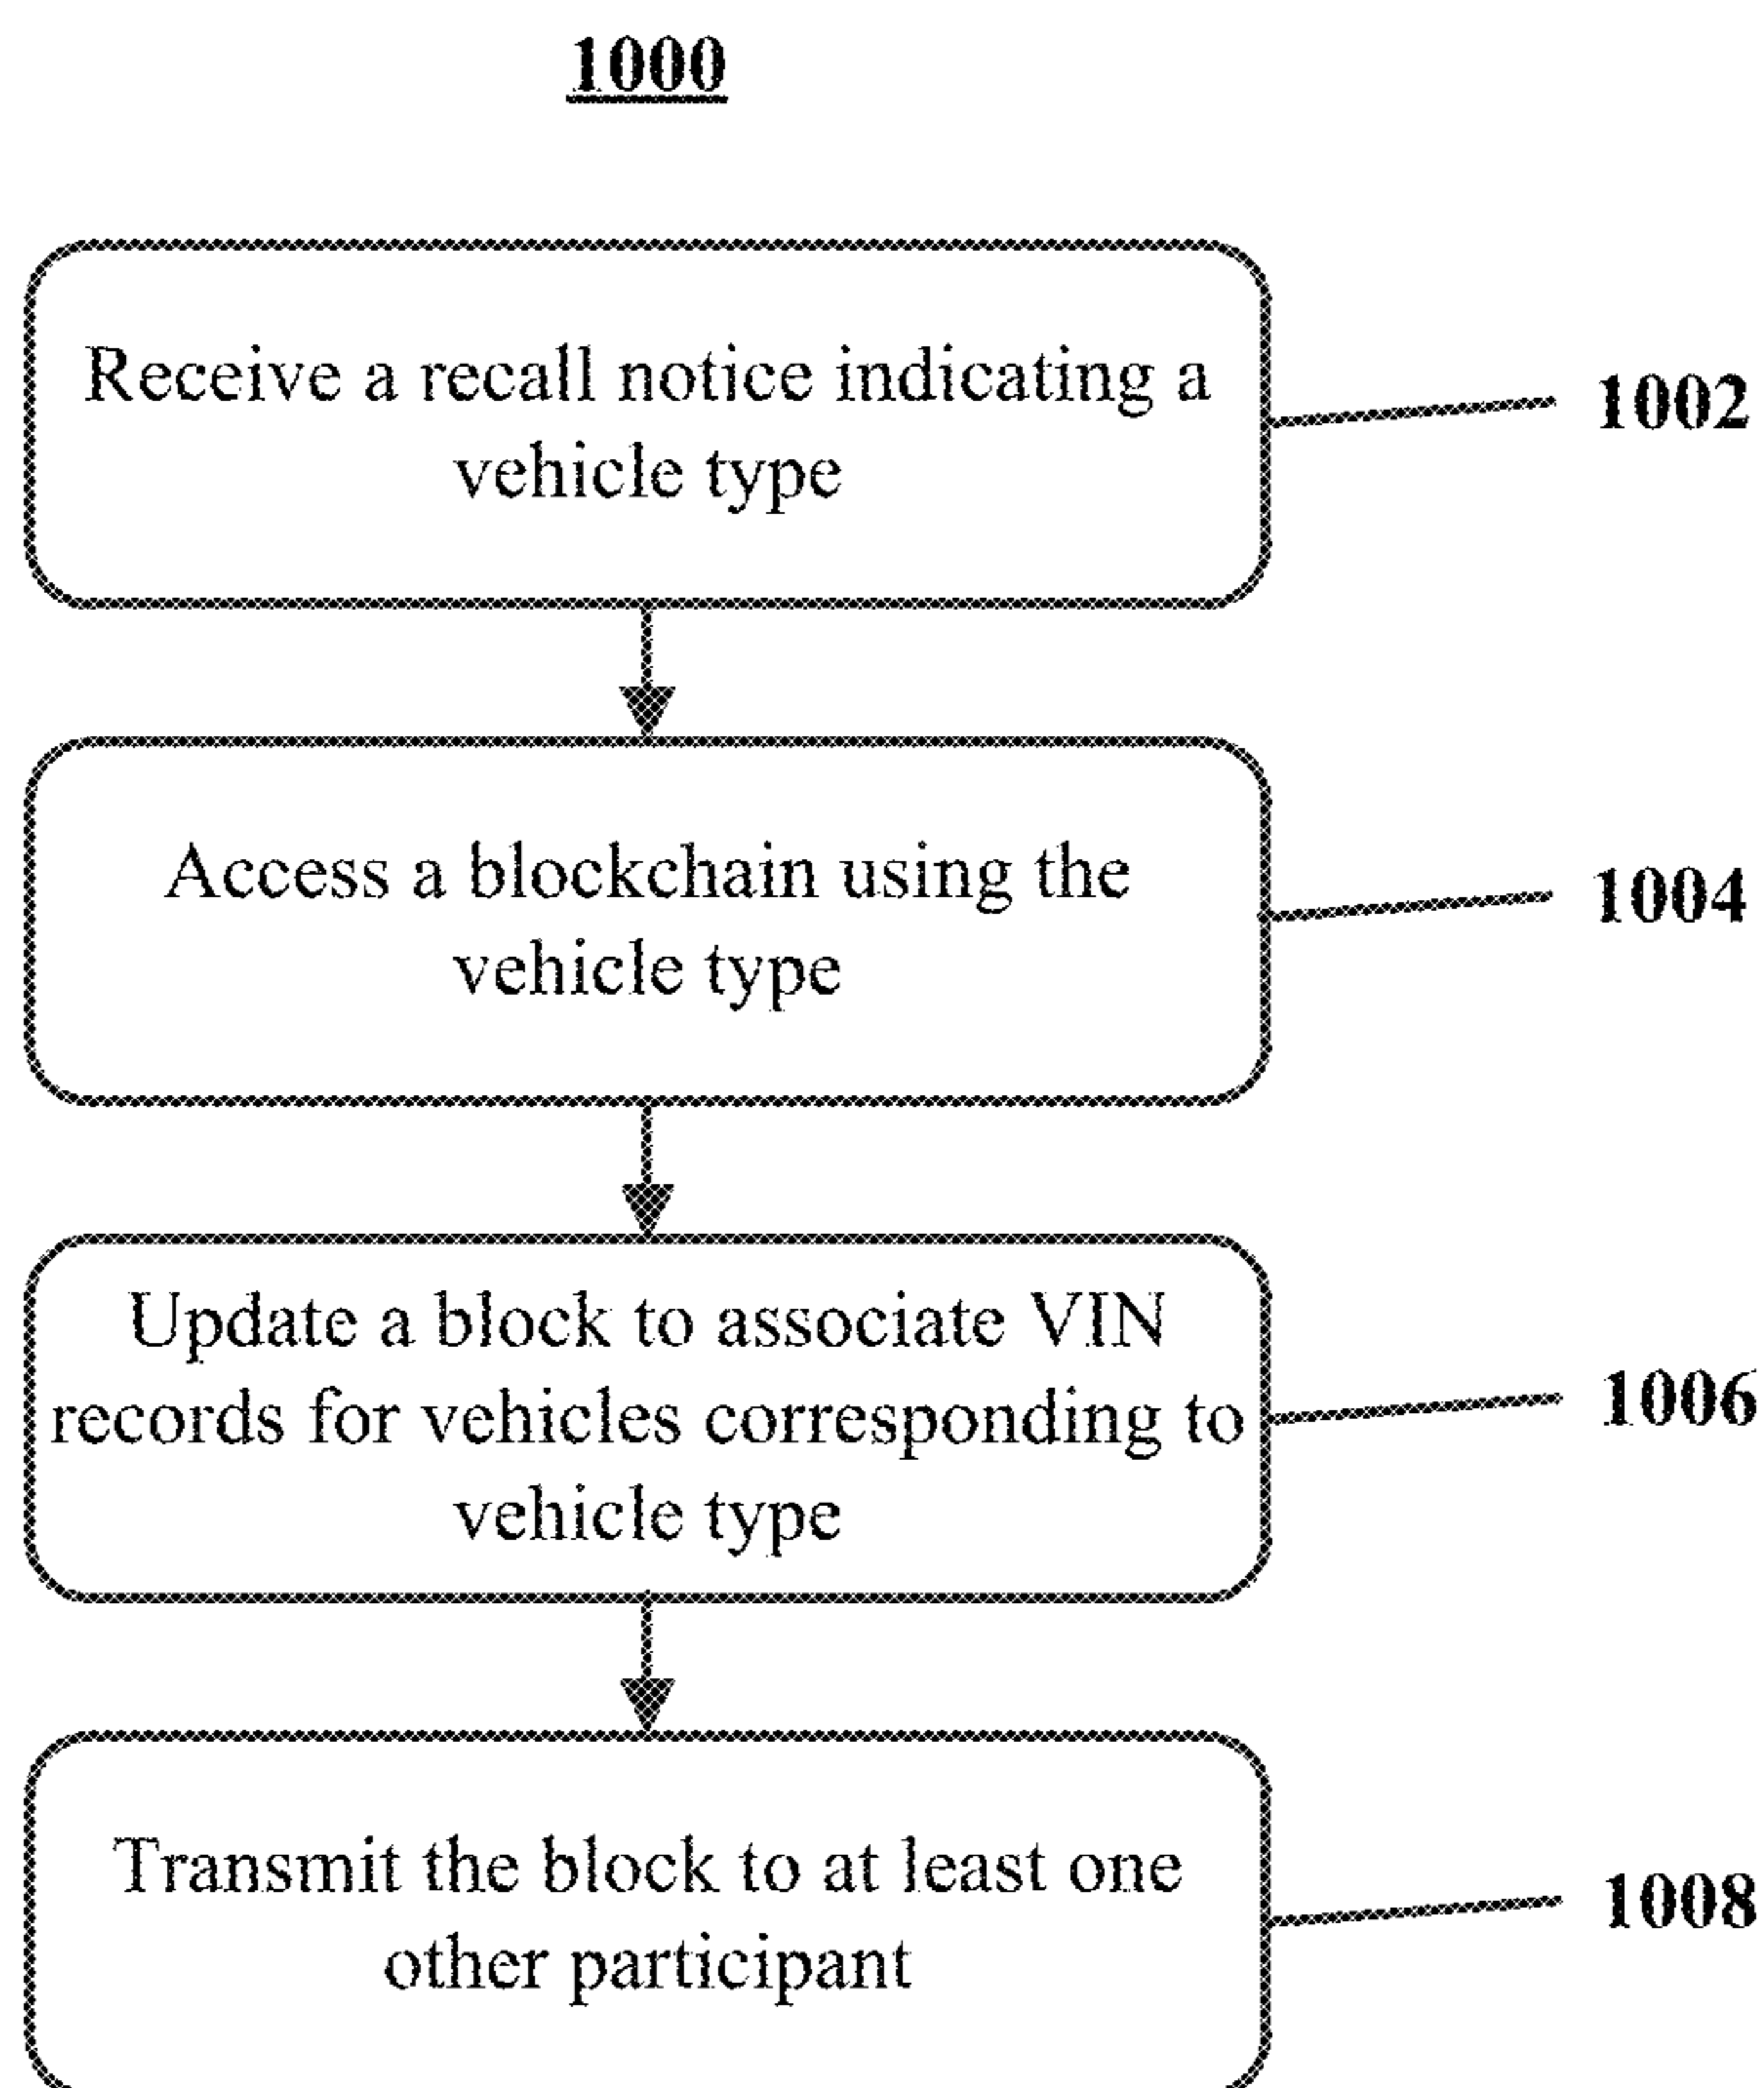 1000
Receive a recall notice indicating a
vehicle type
1002
Access a blockchain using the
vehicle type
1004
Update a block to associate VIN
records for vehicles corresponding to
vehicle type
1006
Transmit the block to at least one
other participant
1008